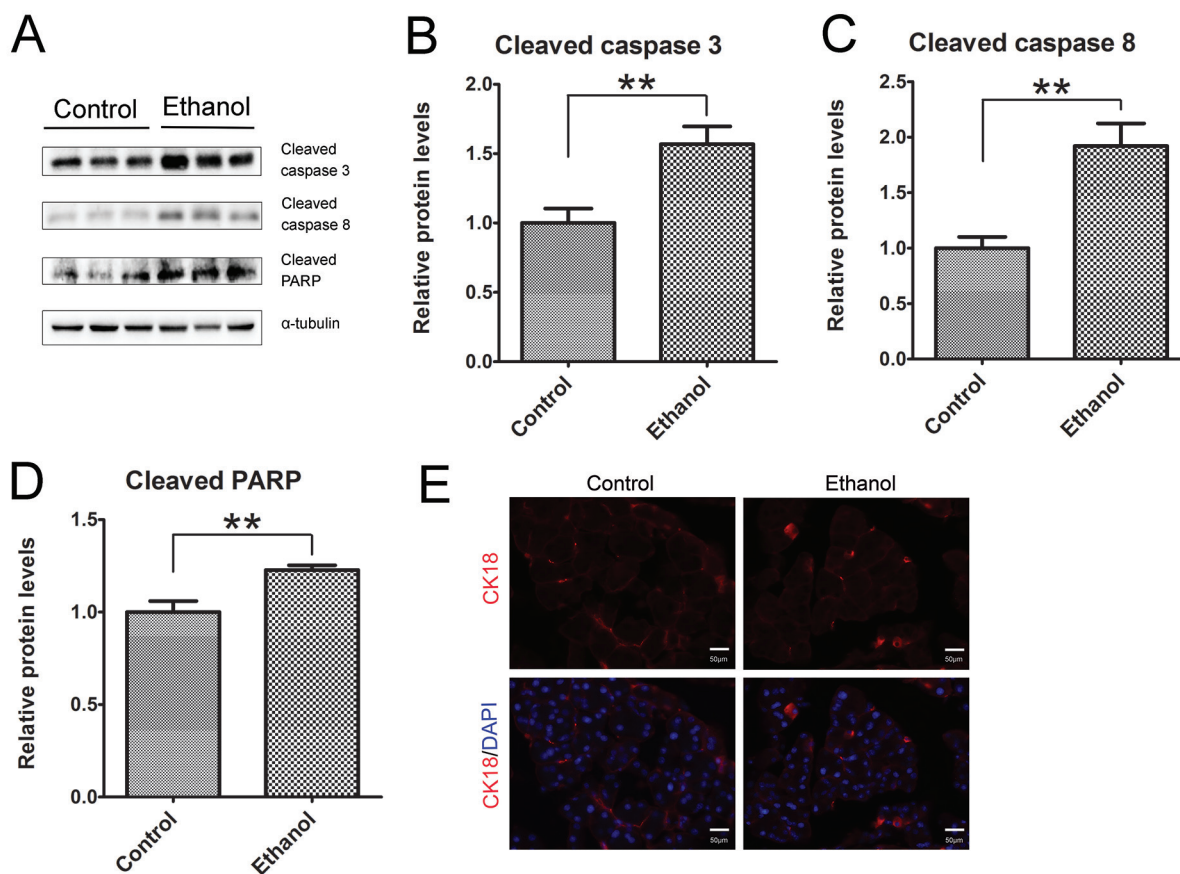 A
Control Ethanol
Cleaved
caspase 3
Cleaved
caspase 8
Cleaved
PARP
α-tubulin
B
Cleaved caspase 3
**
Relative protein levels
2.0
1.5
1.0
0.5
0.0
Control
Ethanol
C
Cleaved caspase 8
**
Relative protein levels
2.5
2.0
1.5
1.0
0.5
0.0
Control
Ethanol
D
Cleaved PARP
**
Relative protein levels
1.5
1.0
0.5
0.0
Control
Ethanol
E
Control Ethanol
CK18
50µm
50µm
CK18/DAPI
50µm
50µm